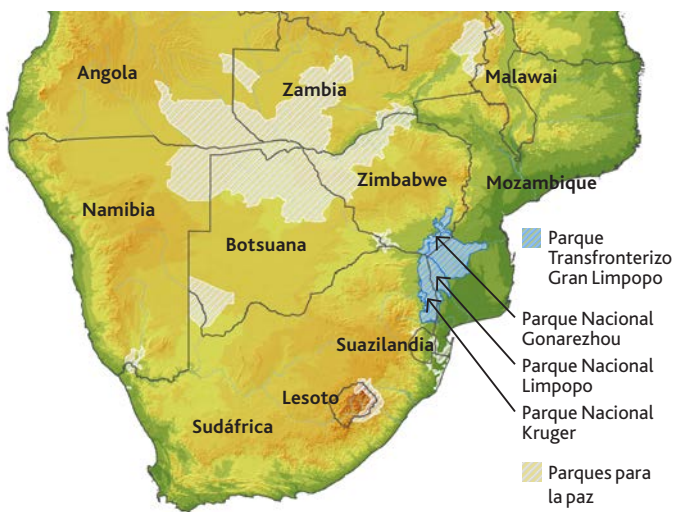 Angola
Zambia
Malawai
Zimbabwe
Mozambique
Namibia
Botsuana
Parque
Transfronterizo
Gran Limpopo
Parque Nacional
Gonarezhou
Suazilandia
Parque Nacional
Limpopo
Lesoto
Parque Nacional
Kruger
Sudáfrica
Parques para
la paz